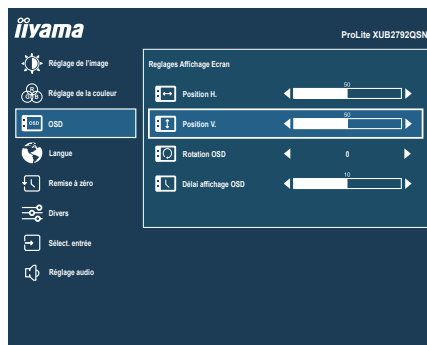 iiyama
ProLite XUB2792QSN
Réglage de l'image
Réglage de la couleur
R
G B
OSD
OSD
Langue
Remise à zéro
Divers
Sélect. entrée
Réglage audio
Reglages Affichage Ecran
Position H.
50
Position V.
50
Rotation OSD
0
Délai affichage OSD
10